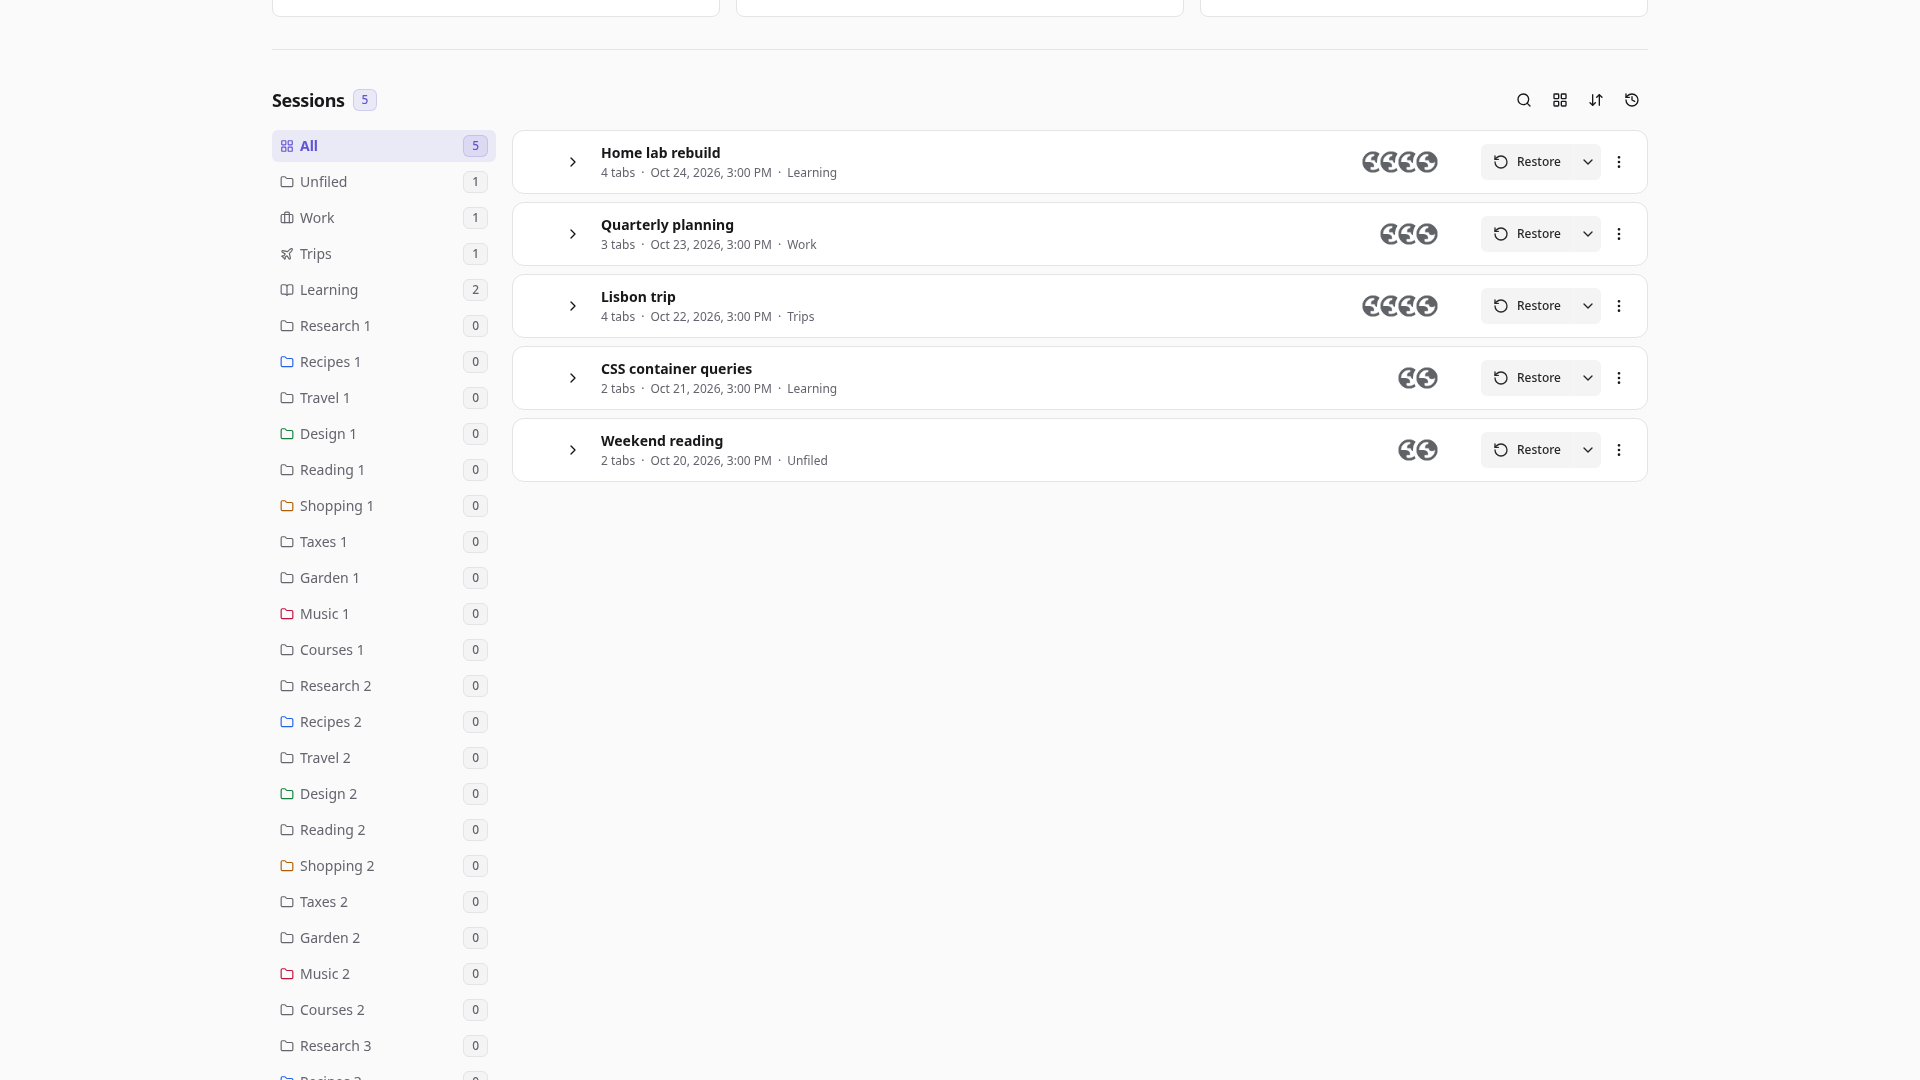 Sessions 5
All 5
Unfiled 1
Work 1
Trips 1
Learning 2
Research 1 0
Recipes 1 0
Travel 1 0
Design 1 0
Reading 1 0
Shopping 1 0
Taxes 1 0
Garden 1 0
Music 1 0
Courses 1 0
Research 2 0
Recipes 2 0
Travel 2 0
Design 2 0
Reading 2 0
Shopping 2 0
Taxes 2 0
Garden 2 0
Music 2 0
Courses 2 0
Research 3 0
Home lab rebuild
4 tabs · Oct 24, 2026, 3:00 PM · Learning
Restore
Quarterly planning
3 tabs · Oct 23, 2026, 3:00 PM · Work
Restore
Lisbon trip
4 tabs · Oct 22, 2026, 3:00 PM · Trips
Restore
CSS container queries
2 tabs · Oct 21, 2026, 3:00 PM · Learning
Restore
Weekend reading
2 tabs · Oct 20, 2026, 3:00 PM · Unfiled
Restore